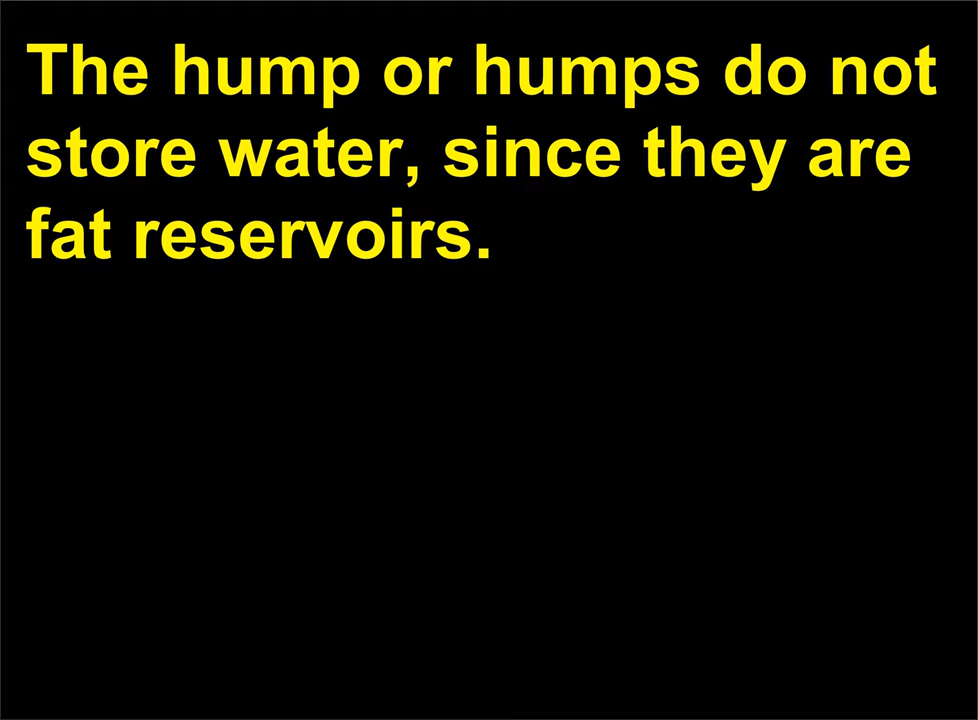 The hump or humps do not
store water, since they are
fat reservoirs.